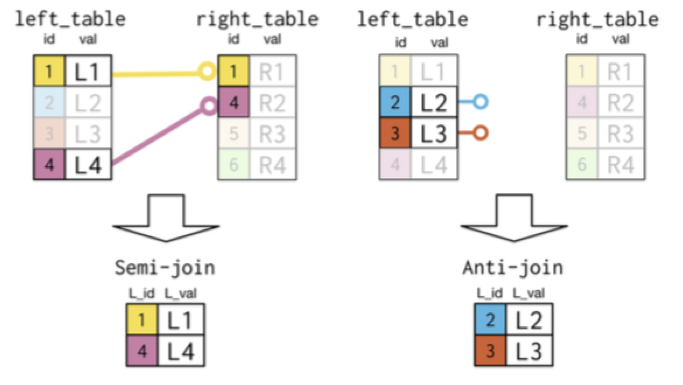 left_table right_table left_table right_table
id val id val id val id val
1 L1 1 R1 1 L1 1 R1
2 L2 4 R2 2 L2 4 R2
3 L3 5 R3 3 L3 5 R3
4 L4 6 R4 4 L4 6 R4
Semi-join Anti-join
L_id L_val L_id L_val
1 L1 2 L2
4 L4 3 L3